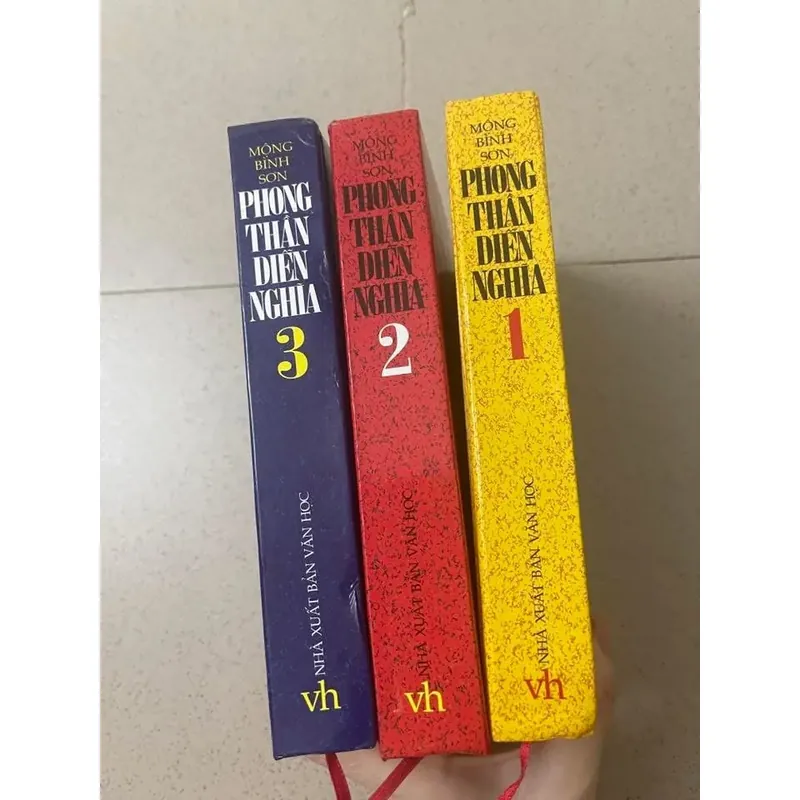 MỘNG
BÌNH
SƠN
PHONG
THẦN
DIỄN
NGHĨA
3
NHÀ XUẤT BẢN VĂN HỌC
vh
MỘNG
BÌNH
SƠN
PHONG
THẦN
DIỄN
NGHĨA
2
NHÀ XUẤT BẢN VĂN HỌC
vh
MỘNG
BÌNH
SƠN
PHONG
THẦN
DIỄN
NGHĨA
1
NHÀ XUẤT BẢN VĂN HỌC
vh